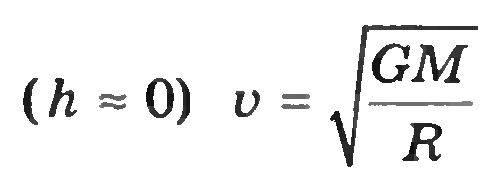 (h ≈ 0) v = √(GM/R)